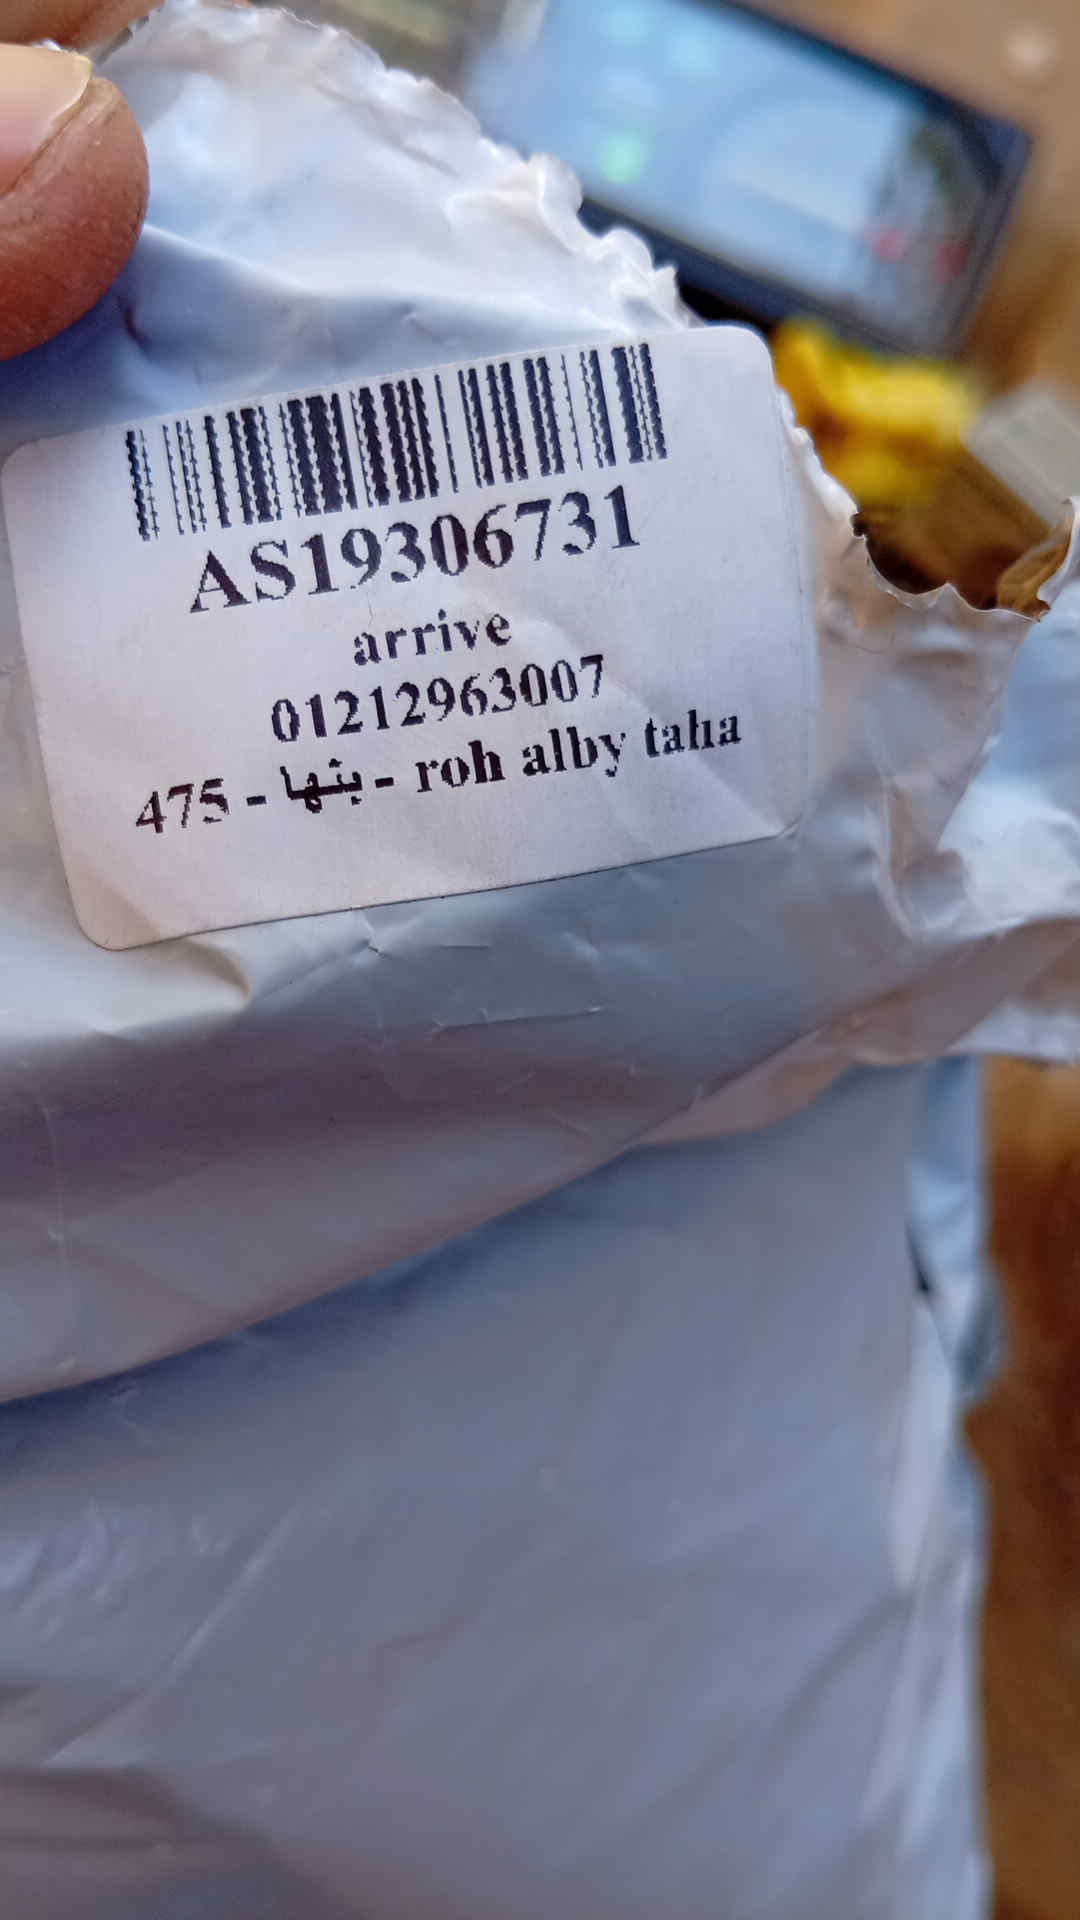 AS19306731
arrive
01212963007
475 - بنها - roh alby taha